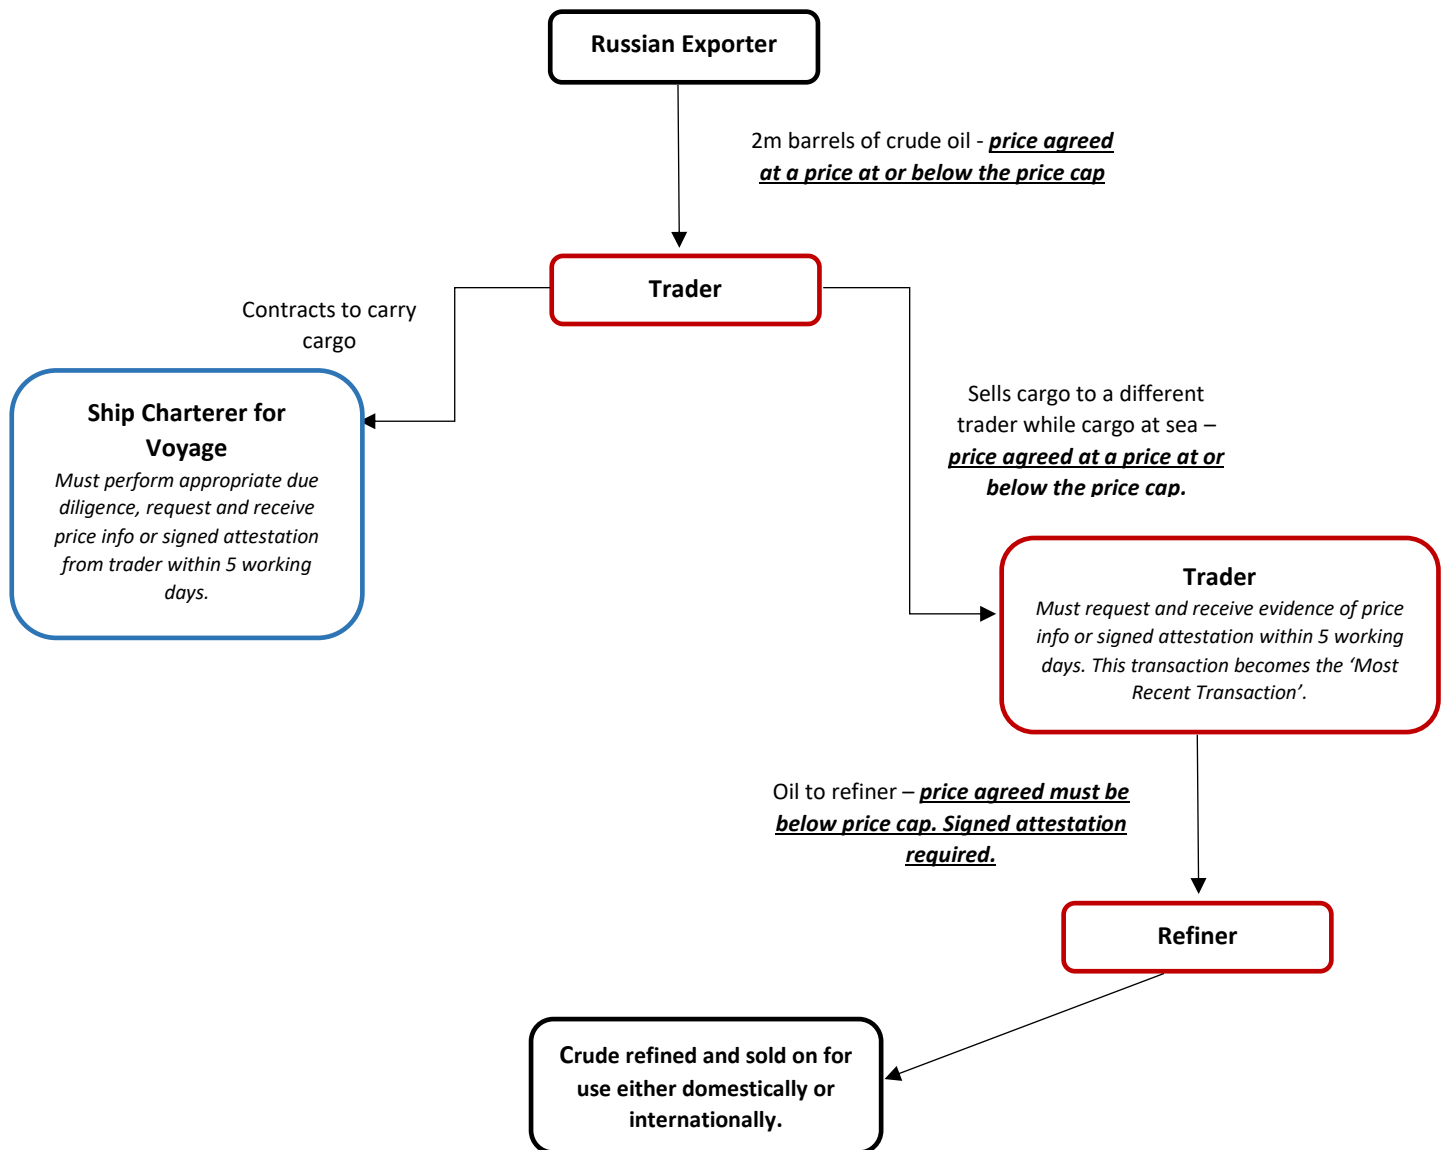 Russian Exporter
2m barrels of crude oil - price agreed
at a price at or below the price cap
Trader
Contracts to carry
cargo
Ship Charterer for
Voyage
Must perform appropriate due
diligence, request and receive
price info or signed attestation
from trader within 5 working
days.
Sells cargo to a different
trader while cargo at sea –
price agreed at a price at or
below the price cap.
Trader
Must request and receive evidence of price
info or signed attestation within 5 working
days. This transaction becomes the ‘Most
Recent Transaction’.
Oil to refiner – price agreed must be
below price cap. Signed attestation
required.
Refiner
Crude refined and sold on for
use either domestically or
internationally.